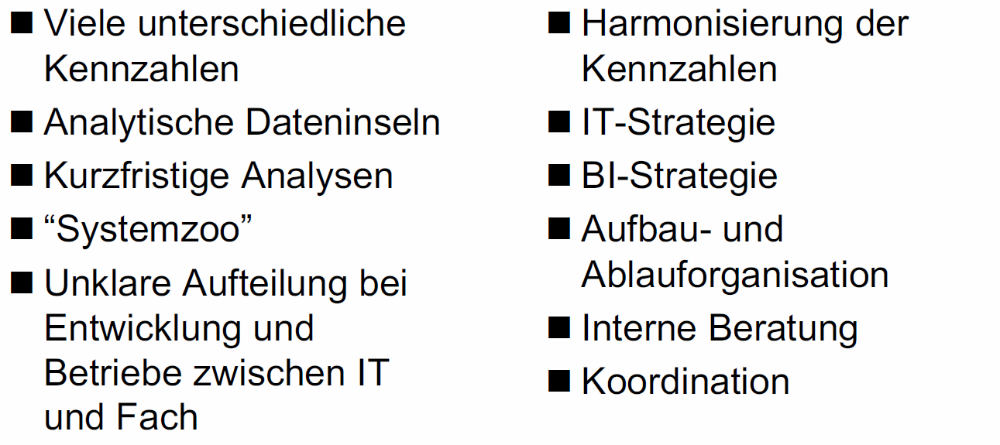 ■ Viele unterschiedliche
Kennzahlen
■ Analytische Dateninseln
■ Kurzfristige Analysen
■ “Systemzoo”
■ Unklare Aufteilung bei
Entwicklung und
Betriebe zwischen IT
und Fach
■ Harmonisierung der
Kennzahlen
■ IT-Strategie
■ BI-Strategie
■ Aufbau- und
Ablauforganisation
■ Interne Beratung
■ Koordination